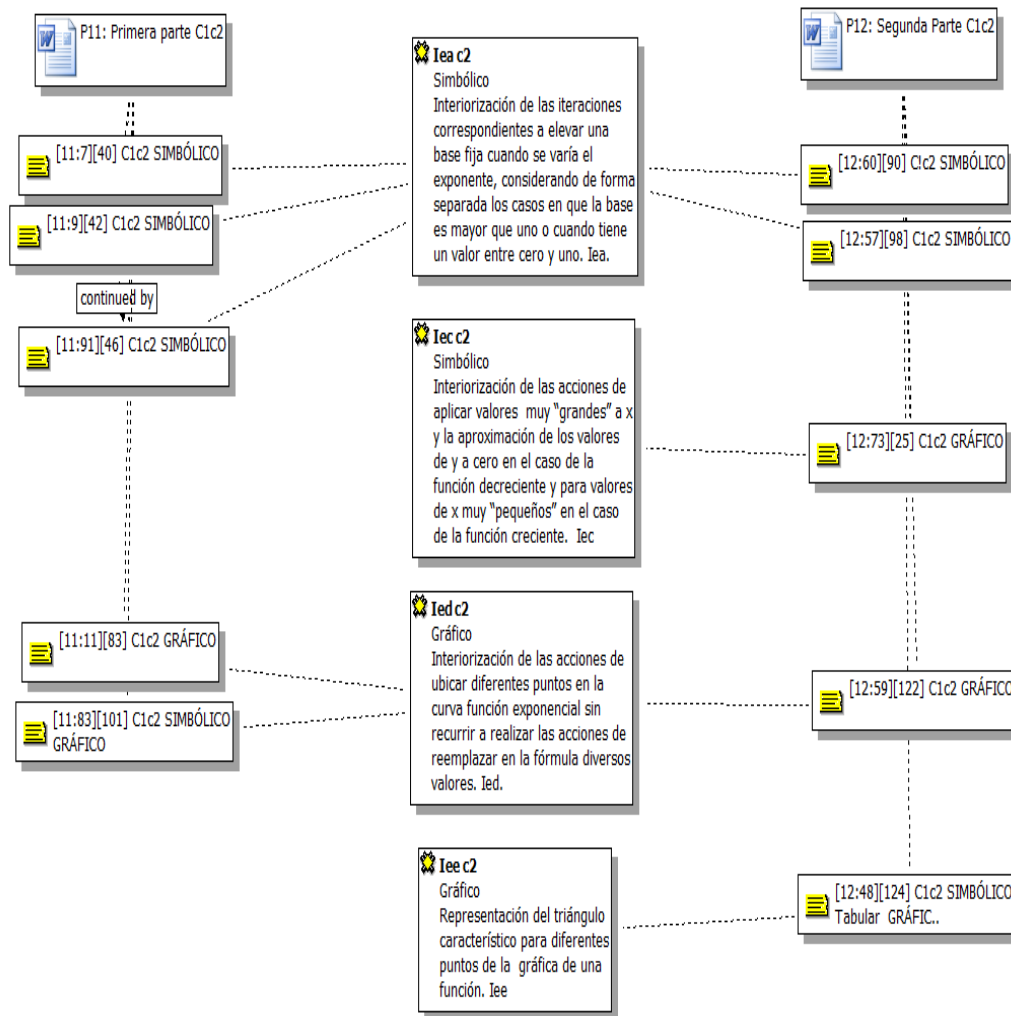 P11: Primera parte C1c2
[11:7][40] C1c2 SIMBÓLICO
[11:9][42] C1c2 SIMBÓLICO
continued by
[11:91][46] C1c2 SIMBÓLICO
[11:11][83] C1c2 GRÁFICO
[11:83][101] C1c2 SIMBÓLICO
GRÁFICO
Iea c2
Simbólico
Interiorización de las iteraciones
correspondientes a elevar una
base fija cuando se varía el
exponente, considerando de forma
separada los casos en que la base
es mayor que uno o cuando tiene
un valor entre cero y uno. Iea.
Iec c2
Simbólico
Interiorización de las acciones de
aplicar valores muy "grandes" a x
y la aproximación de los valores
de y a cero en el caso de la
función decreciente y para valores
de x muy "pequeños" en el caso
de la función creciente. Iec
Ied c2
Gráfico
Interiorización de las acciones de
ubicar diferentes puntos en la
curva función exponencial sin
recurrir a realizar las acciones de
reemplazar en la fórmula diversos
valores. Ied.
Iee c2
Gráfico
Representación del triángulo
característico para diferentes
puntos de la gráfica de una
función. Iee
P12: Segunda Parte C1c2
[12:60][90] C!c2 SIMBÓLICO
[12:57][98] C1c2 SIMBÓLICO
[12:73][25] C1c2 GRÁFICO
[12:59][122] C1c2 GRÁFICO
[12:48][124] C1c2 SIMBÓLICO
Tabular GRÁFIC..